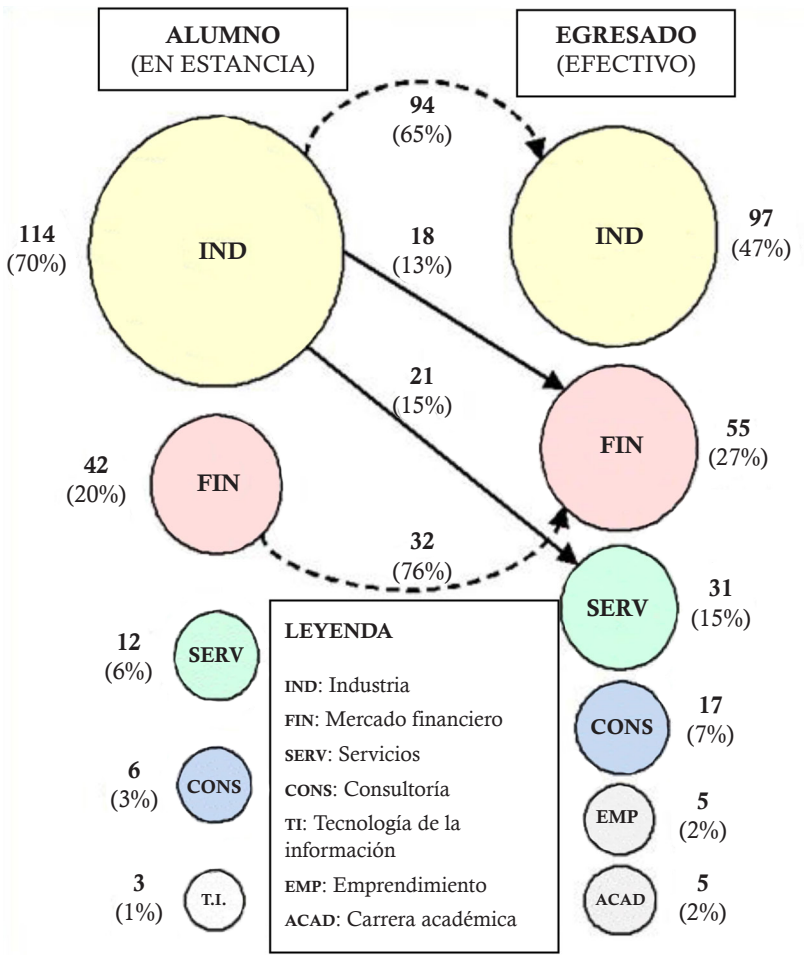 ALUMNO
(EN ESTANCIA)
EGRESADO
(EFECTIVO)
94
(65%)
114
(70%)
IND
18
(13%)
IND
97
(47%)
21
(15%)
FIN
55
(27%)
42
(20%)
FIN
32
(76%)
SERV
31
(15%)
12
(6%)
SERV
CONS
17
(7%)
6
(3%)
CONS
EMP
5
(2%)
3
(1%)
T.I.
ACAD
5
(2%)
LEYENDA
IND: Industria
FIN: Mercado financiero
SERV: Servicios
CONS: Consultoría
TI: Tecnología de la
información
EMP: Emprendimiento
ACAD: Carrera académica